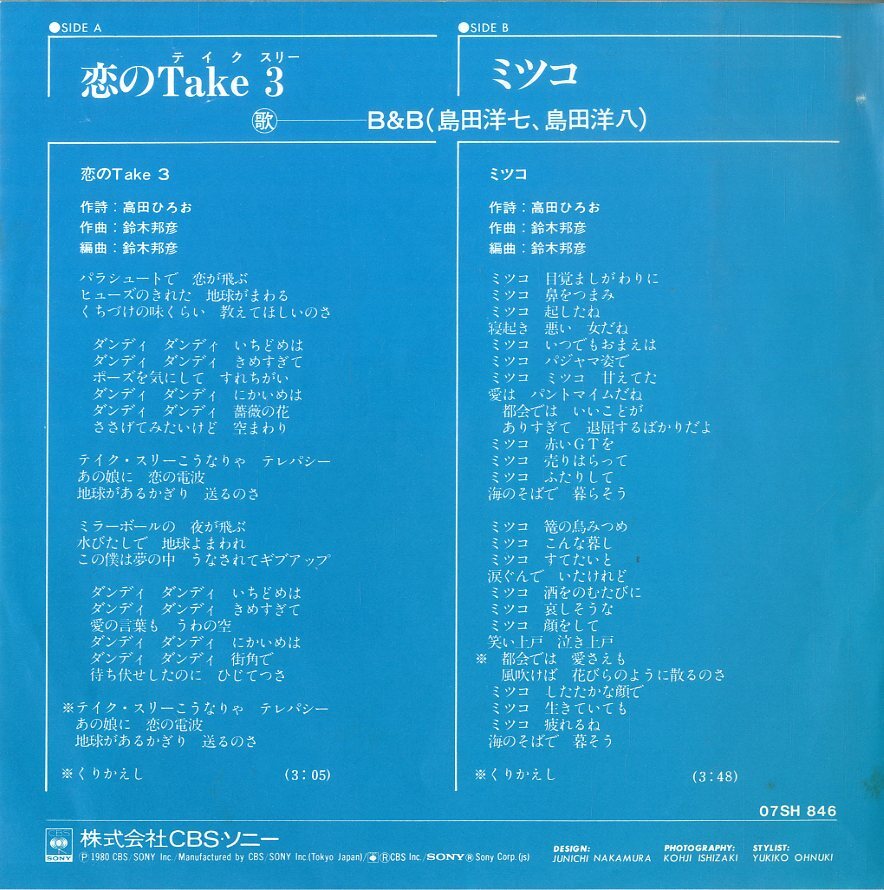 ●SIDE A
テイク スリー
恋のTake 3
●SIDE B
ミツコ
歌 B&B(島田洋七、島田洋八)
恋のTake 3
作詩：高田ひろお
作曲：鈴木邦彦
編曲：鈴木邦彦
パラシュートで 恋が飛ぶ
ヒューズのきれた 地球がまわる
くちづけの味くらい 教えてほしいのさ
ダンディ ダンディ いちどめは
ダンディ ダンディ きめすぎて
ポーズを気にして すれちがい
ダンディ ダンディ にかいめは
ダンディ ダンディ 薔薇の花
ささげてみたいけど 空まわり
テイク・スリーこうなりゃ テレパシー
あの娘に 恋の電波
地球があるかぎり 送るのさ
ミラーボールの 夜が飛ぶ
水びたしで 地球よまわれ
この僕は夢の中 うなされてギブアップ
ダンディ ダンディ いちどめは
ダンディ ダンディ きめすぎて
愛の言葉も うわの空
ダンディ ダンディ にかいめは
ダンディ ダンディ 街角で
待ち伏せしたのに ひじてつさ
※テイク・スリーこうなりゃ テレパシー
あの娘に 恋の電波
地球があるかぎり 送るのさ
※くりかえし (3:05)
ミツコ
作詩：高田ひろお
作曲：鈴木邦彦
編曲：鈴木邦彦
ミツコ 目覚ましがわりに
ミツコ 鼻をつまみ
ミツコ 起したね
寝起き 悪い 女だね
ミツコ いつでもおまえは
ミツコ パジャマ姿で
ミツコ ミツコ 甘えてた
愛は パントマイムだね
都会では いいことが
ありすぎて 退屈するばかりだよ
ミツコ 赤いGTを
ミツコ 売りはらって
ミツコ ふたりして
海のそばで 暮らそう
ミツコ 篭の鳥みつめ
ミツコ こんな暮し
ミツコ すてたいと
涙ぐんで いたけれど
ミツコ 酒をのむたびに
ミツコ 哀しそうな
ミツコ 顔をして
笑い上戸 泣き上戸
※ 都会では 愛さえも
風吹けば 花びらのように散るのさ
ミツコ したたかな顔で
ミツコ 生きていても
ミツコ 疲れるね
海のそばで 暮そう
※くりかえし (3:48)
07SH 846
CBS
SONY
株式会社CBS・ソニー
Ⓟ1980 CBS/SONY Inc./Manufactured by CBS/SONY Inc.(Tokyo Japan)/®CBS Inc./SONY® Sony Corp. (js)
DESIGN:
JUNICHI NAKAMURA
PHOTOGRAPHY:
KOHJI ISHIZAKI
STYLIST:
YUKIKO OHNUKI